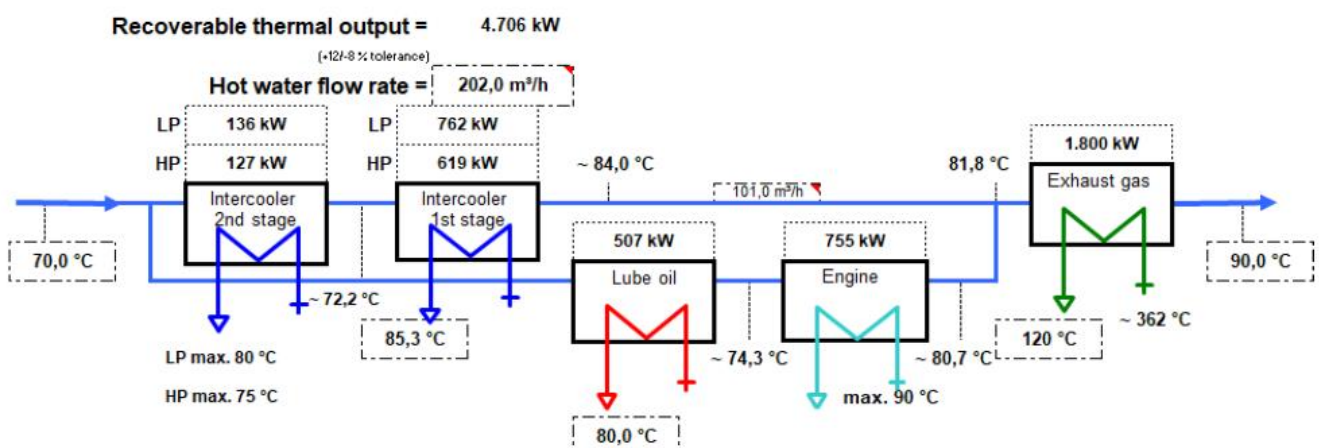 Recoverable thermal output = 4.706 kW
(+12/-8 % tolerance)
Hot water flow rate = 202,0 m³/h
LP 136 kW LP 762 kW
1.800 kW
HP 127 kW HP 619 kW ~ 84,0 °C 81,8 °C
Intercooler 2nd stage
Intercooler 1st stage
101,0 m³/h
Exhaust gas
507 kW 755 kW
70,0 °C 90,0 °C
Lube oil Engine
~ 72,2 °C
85,3 °C 120 °C ~ 362 °C
LP max. 80 °C ~ 74,3 °C ~ 80,7 °C
HP max. 75 °C max. 90 °C
80,0 °C